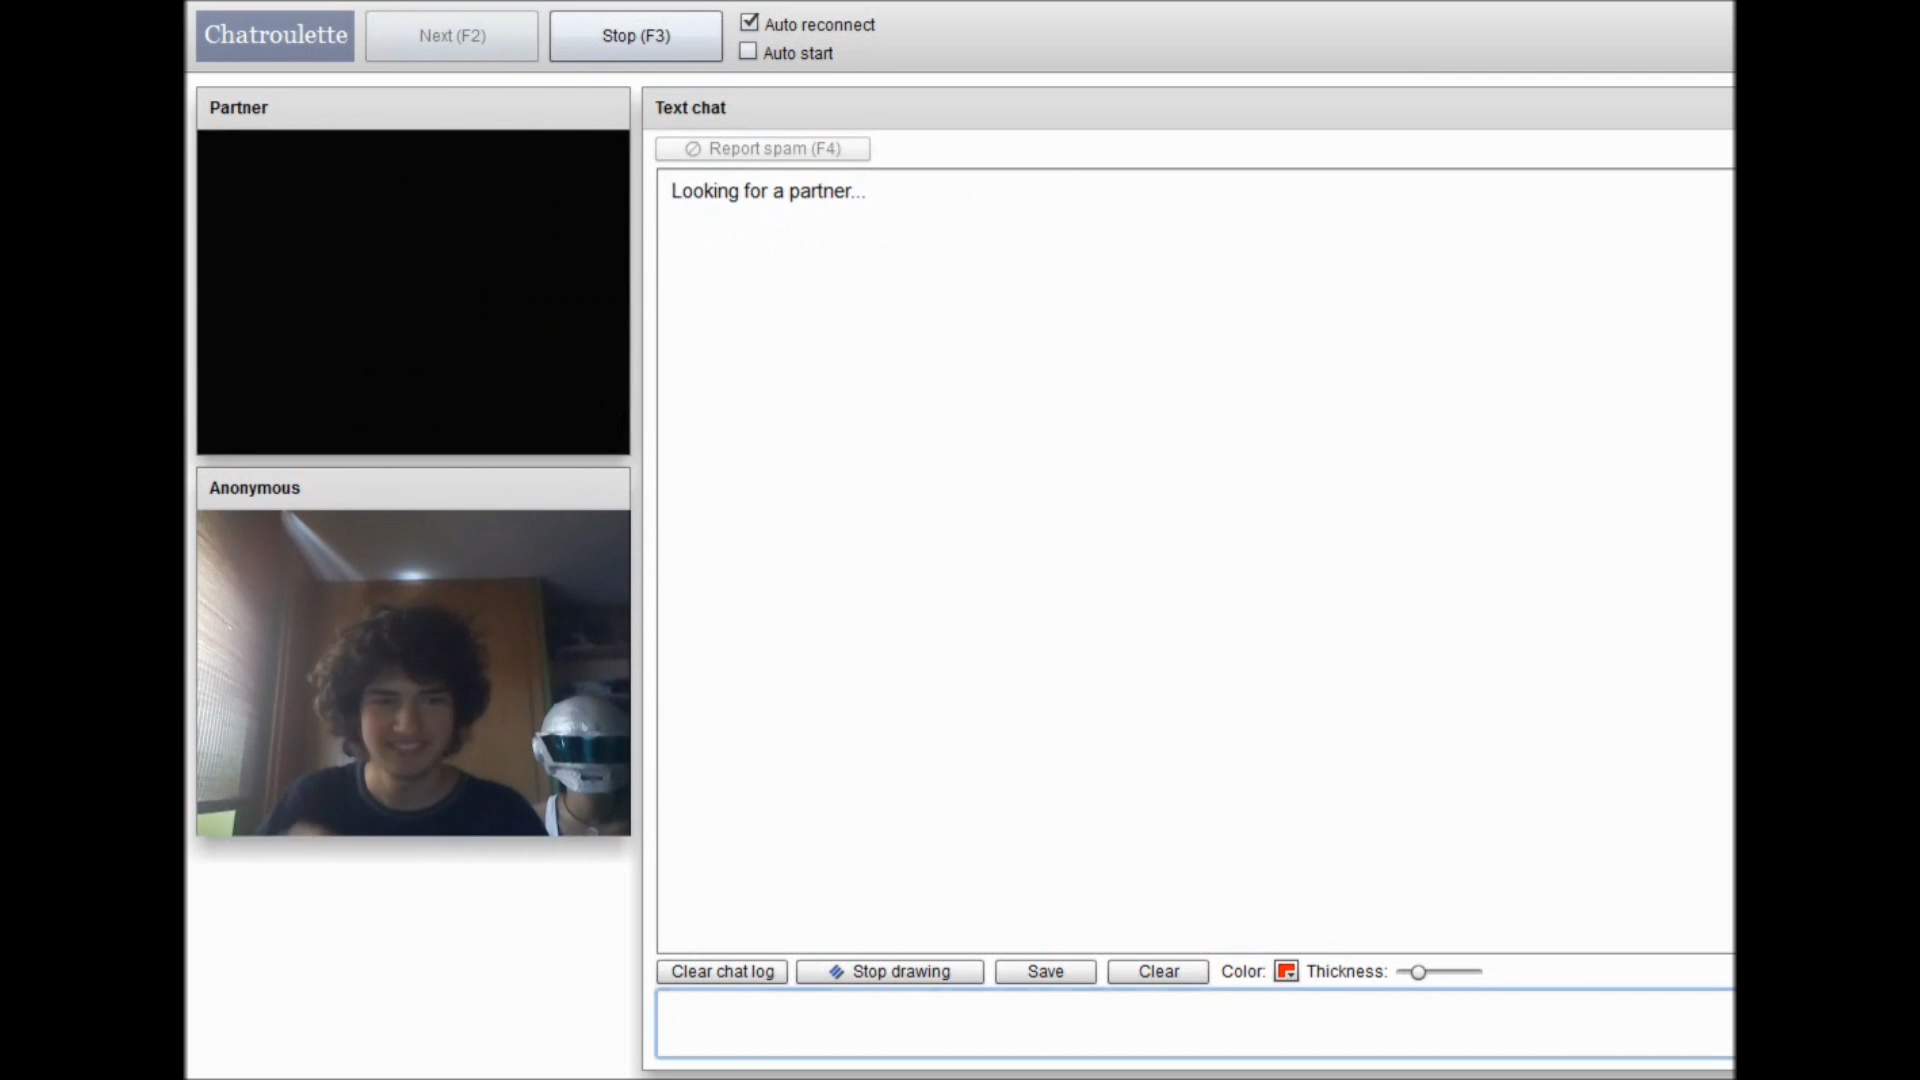 Chatroulette
Next (F2)
Stop (F3)
Auto reconnect
Auto start
Partner
Text chat
Report spam (F4)
Looking for a partner...
Anonymous
Clear chat log
Stop drawing
Save
Clear
Color:
Thickness: